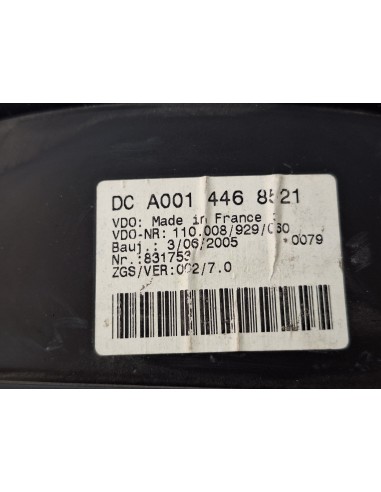 DC A001 446 8521
VDO: Made in France :
VDO-NR: 110.008/929/030
Bauj.: 3/06/2005 *0079
Nr.:831753
ZGS/VER:002/7.0